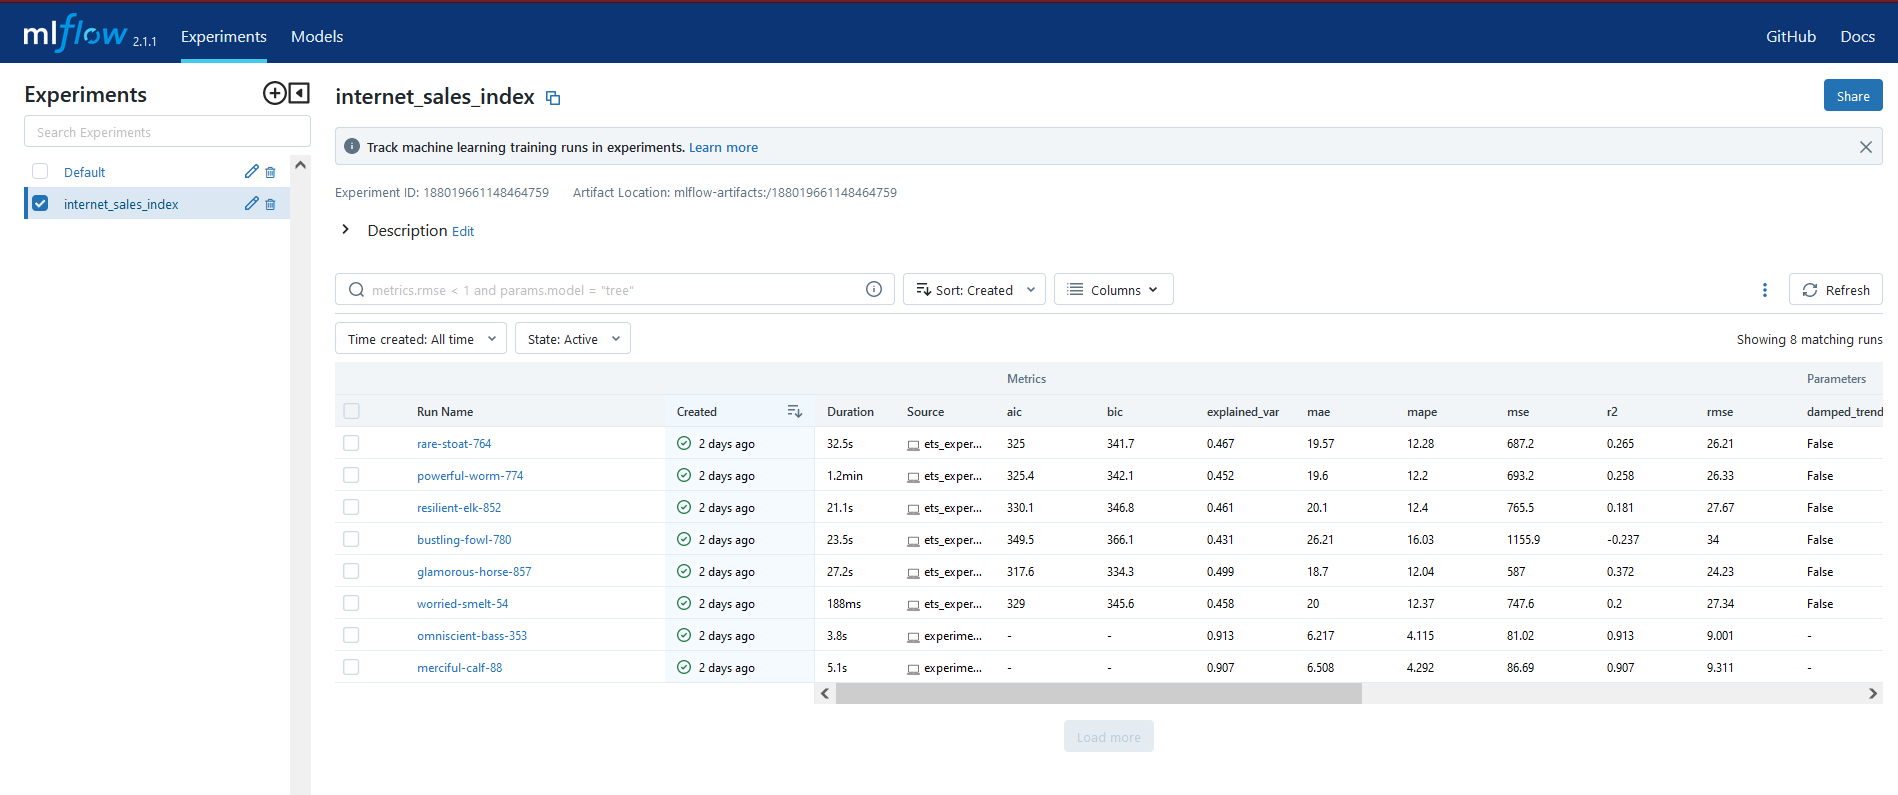 mlflow 2.1.1 Experiments Models GitHub Docs
Experiments
Search Experiments
Default
internet_sales_index
internet_sales_index Share
Track machine learning training runs in experiments. Learn more
Experiment ID: 188019661148464759 Artifact Location: mlflow-artifacts:/188019661148464759
Description Edit
metrics.rmse < 1 and params.model = "tree" Sort: Created Columns Refresh
Time created: All time State: Active Showing 8 matching runs
Metrics Parameters
Run Name Created Duration Source aic bic explained_var mae mape mse r2 rmse damped_trend
rare-stoat-764 2 days ago 32.5s ets_exper... 325 341.7 0.467 19.57 12.28 687.2 0.265 26.21 False
powerful-worm-774 2 days ago 1.2min ets_exper... 325.4 342.1 0.452 19.6 12.2 693.2 0.258 26.33 False
resilient-elk-852 2 days ago 21.1s ets_exper... 330.1 346.8 0.461 20.1 12.4 765.5 0.181 27.67 False
bustling-fowl-780 2 days ago 23.5s ets_exper... 349.5 366.1 0.431 26.21 16.03 1155.9 -0.237 34 False
glamorous-horse-857 2 days ago 27.2s ets_exper... 317.6 334.3 0.499 18.7 12.04 587 0.372 24.23 False
worried-smelt-54 2 days ago 188ms ets_exper... 329 345.6 0.458 20 12.37 747.6 0.2 27.34 False
omniscient-bass-353 2 days ago 3.8s experime... - - 0.913 6.217 4.115 81.02 0.913 9.001 -
merciful-calf-88 2 days ago 5.1s experime... - - 0.907 6.508 4.292 86.69 0.907 9.311 -
Load more